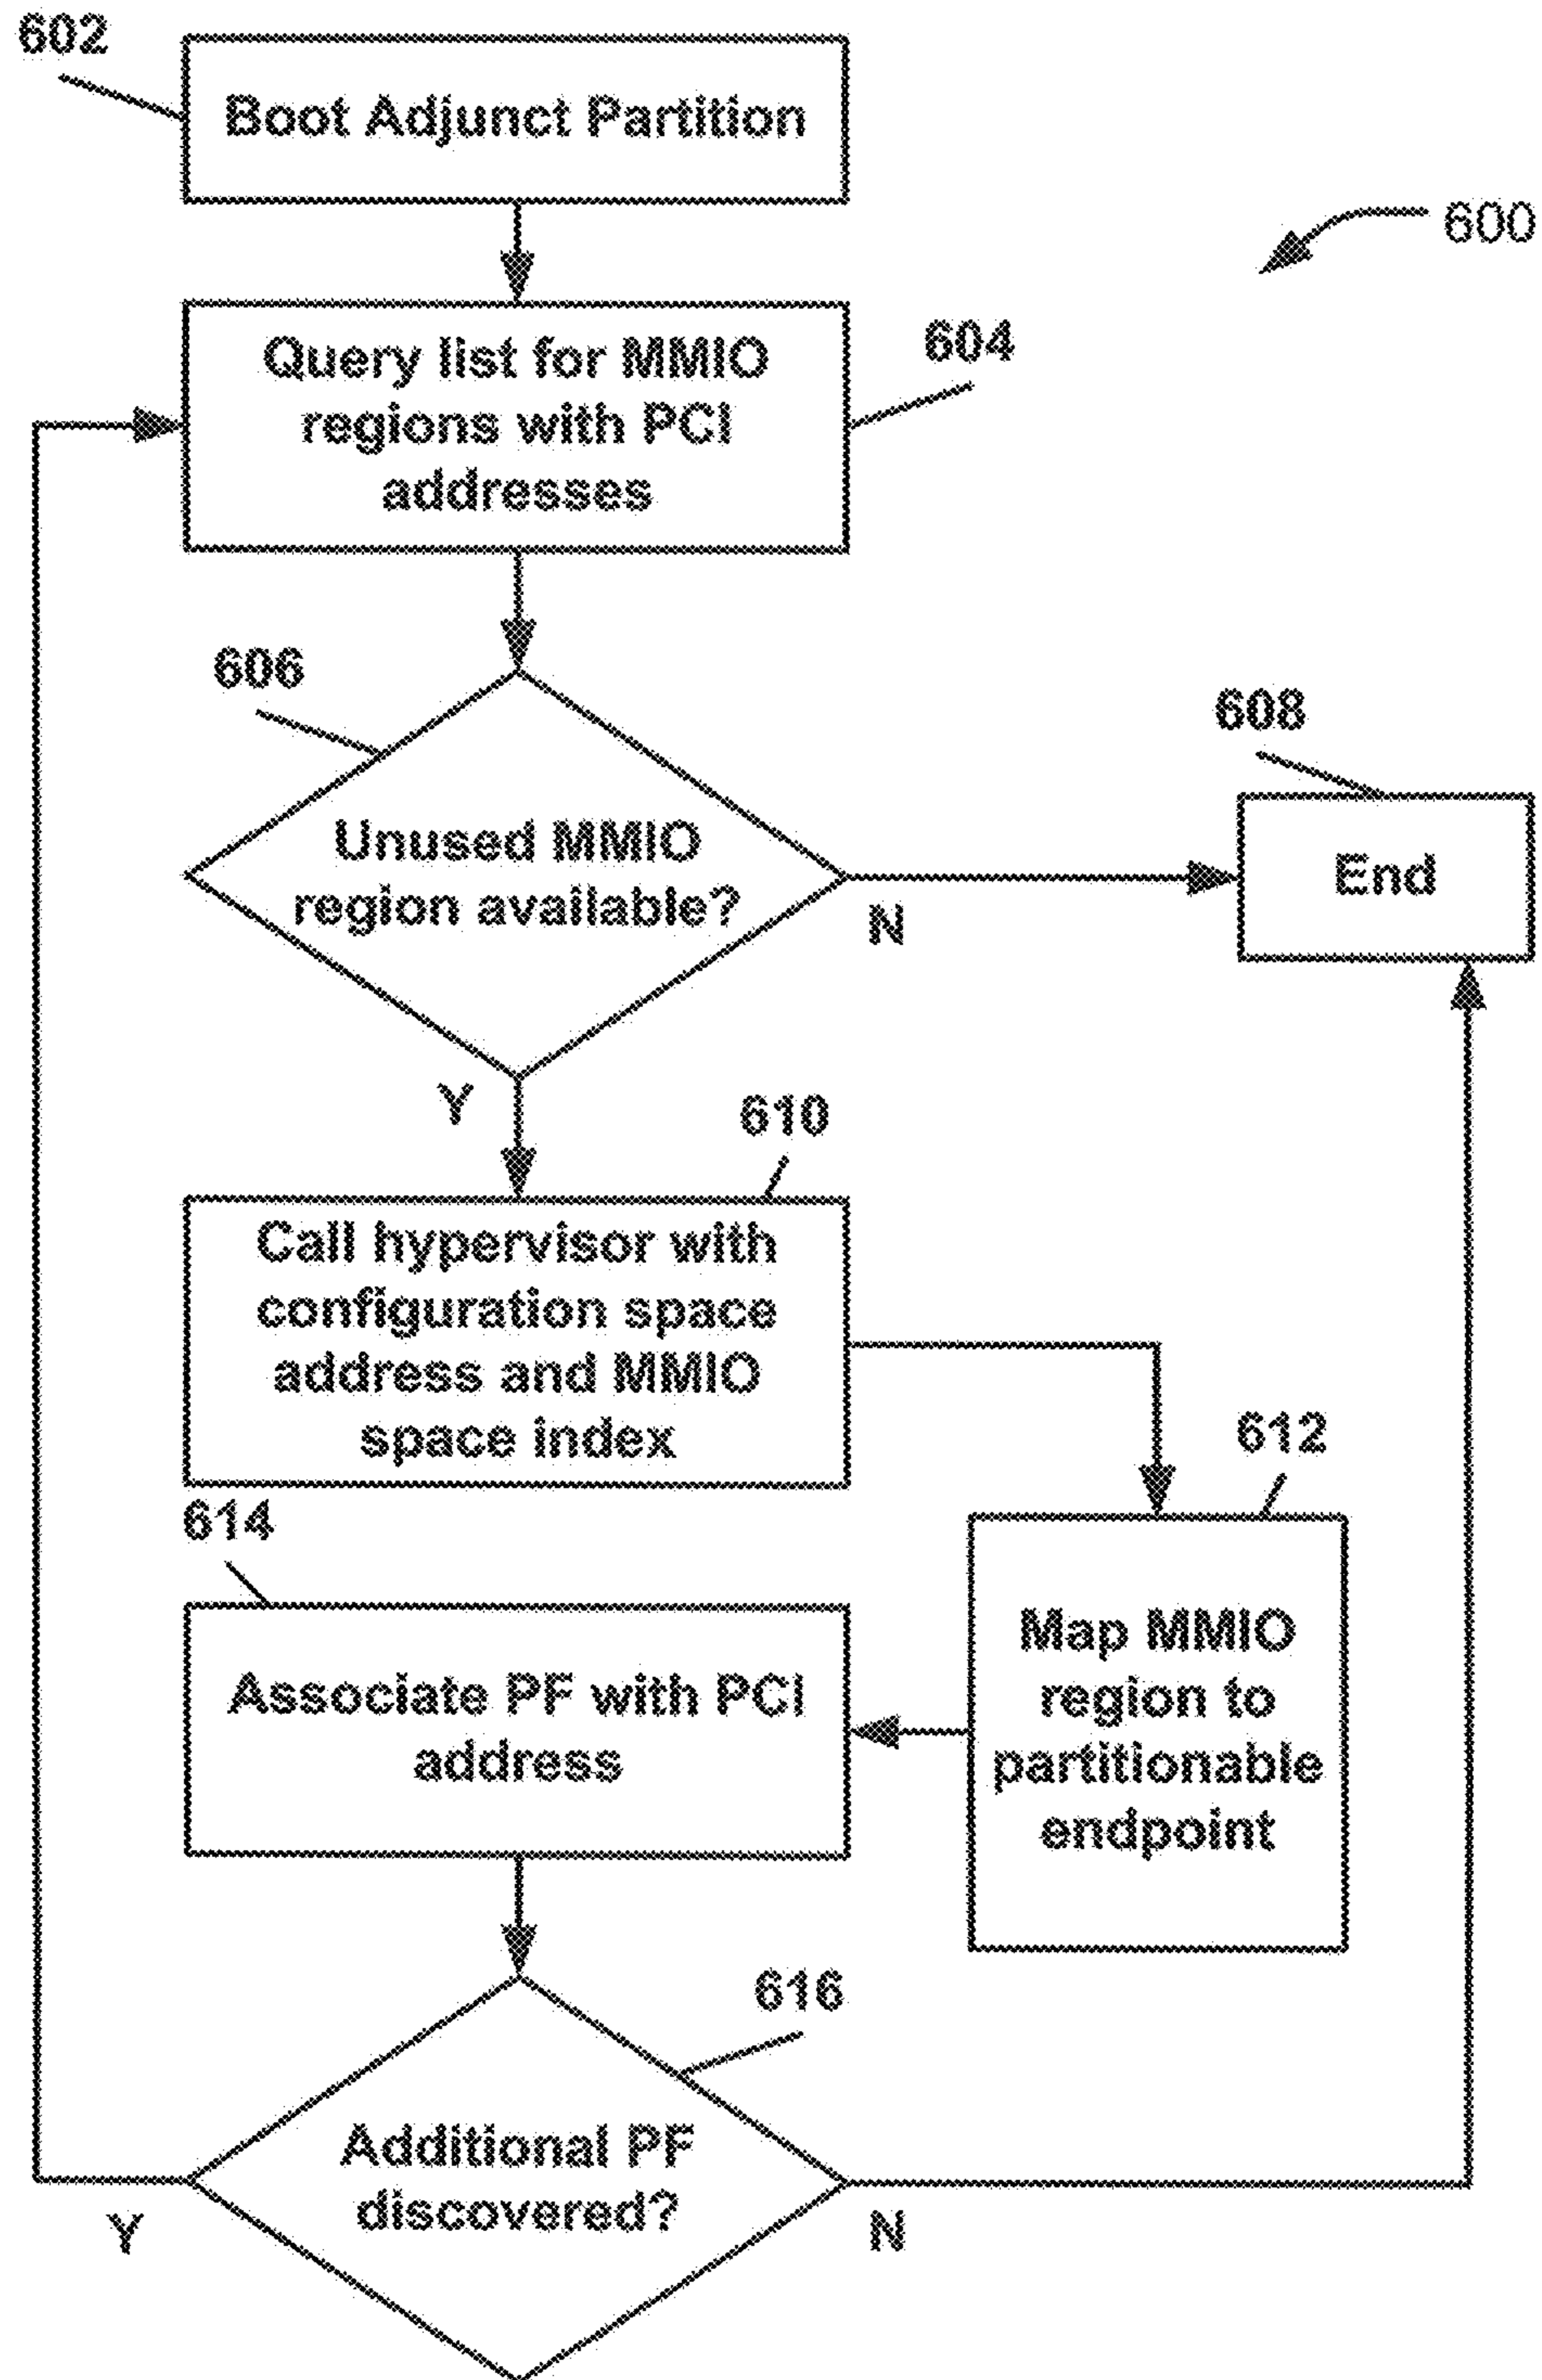 602
Boot Adjunct Partition
600
Query list for MMIO
regions with PCI
addresses
604
606
Unused MMIO
region available?
N
608
End
Y
610
Call hypervisor with
configuration space
address and MMIO
space index
612
Map MMIO
region to
partitionable
endpoint
614
Associate PF with PCI
address
616
Additional PF
discovered?
Y
N